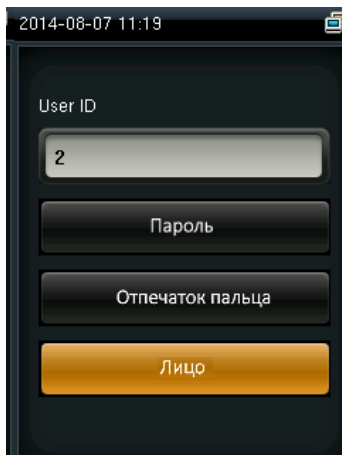 2014-08-07 11:19
User ID
2
Пароль
Отпечаток пальца
Лицо